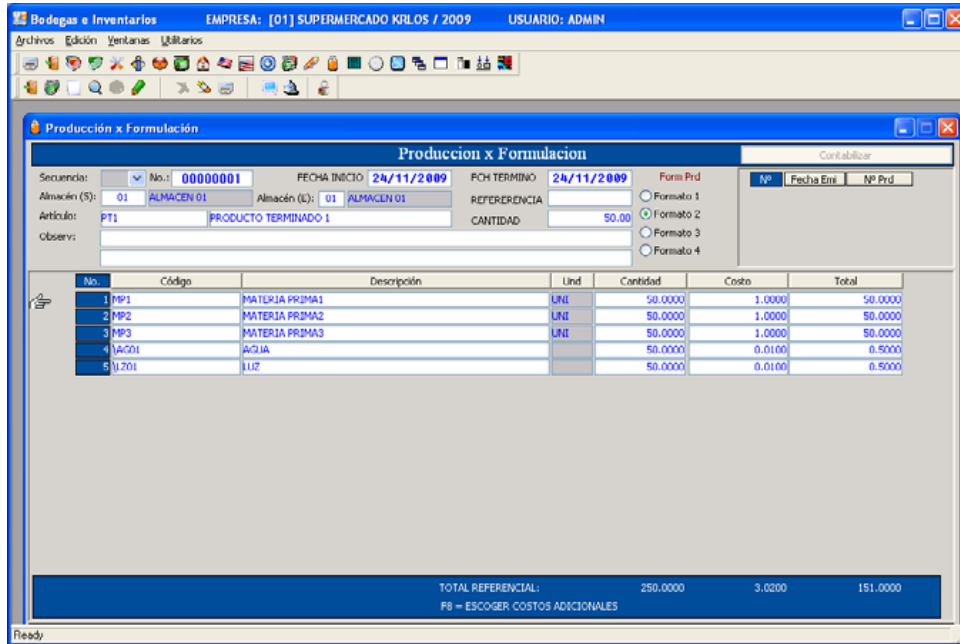 Bodegas e Inventarios EMPRESA: [01] SUPERMERCADO KRLOS / 2009 USUARIO: ADMIN
Archivos Edición Ventanas Utilitarios
Producción x Formulación
Produccion x Formulacion Contabilizar
Secuencia: No.: 00000001 FECHA INICIO 24/11/2009 FCH TERMINO 24/11/2009 Form Prd Nº Fecha Emi Nº Prd
Almacén (S): 01 ALMACEN 01 Almacén (E): 01 ALMACEN 01 REFERERENCIA Formato 1
Artículo: PT1 PRODUCTO TERMINADO 1 CANTIDAD 50.00 Formato 2
Observ: Formato 3
Formato 4
No. Código Descripción Und Cantidad Costo Total
1 MP1 MATERIA PRIMA1 UNI 50.0000 1.0000 50.0000
2 MP2 MATERIA PRIMA2 UNI 50.0000 1.0000 50.0000
3 MP3 MATERIA PRIMA3 UNI 50.0000 1.0000 50.0000
4 \AG01 AGUA 50.0000 0.0100 0.5000
5 \LZ01 LUZ 50.0000 0.0100 0.5000
TOTAL REFERENCIAL: 250.0000 3.0200 151.0000
F8 = ESCOGER COSTOS ADICIONALES
Ready